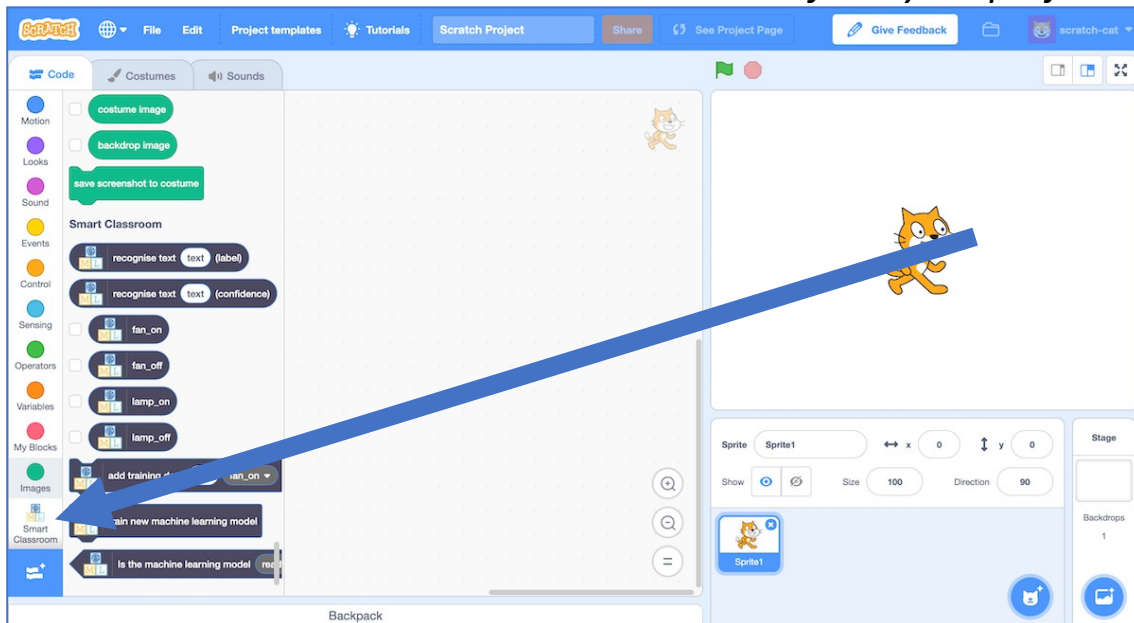 SCRATCH File Edit Project templates Tutorials Scratch Project Share See Project Page Give Feedback scratch-cat
Code Costumes Sounds
Motion
Looks
Sound
Events
Control
Sensing
Operators
Variables
My Blocks
Images
Smart
Classroom
costume image
backdrop image
save screenshot to costume
Smart Classroom
recognise text text (label)
recognise text text (confidence)
fan_on
fan_off
lamp_on
lamp_off
add training fan_on
train new machine learning model
Is the machine learning model
Backpack
Sprite Sprite1 x 0 y 0
Show Size 100 Direction 90
Sprite1
Stage
Backdrops
1